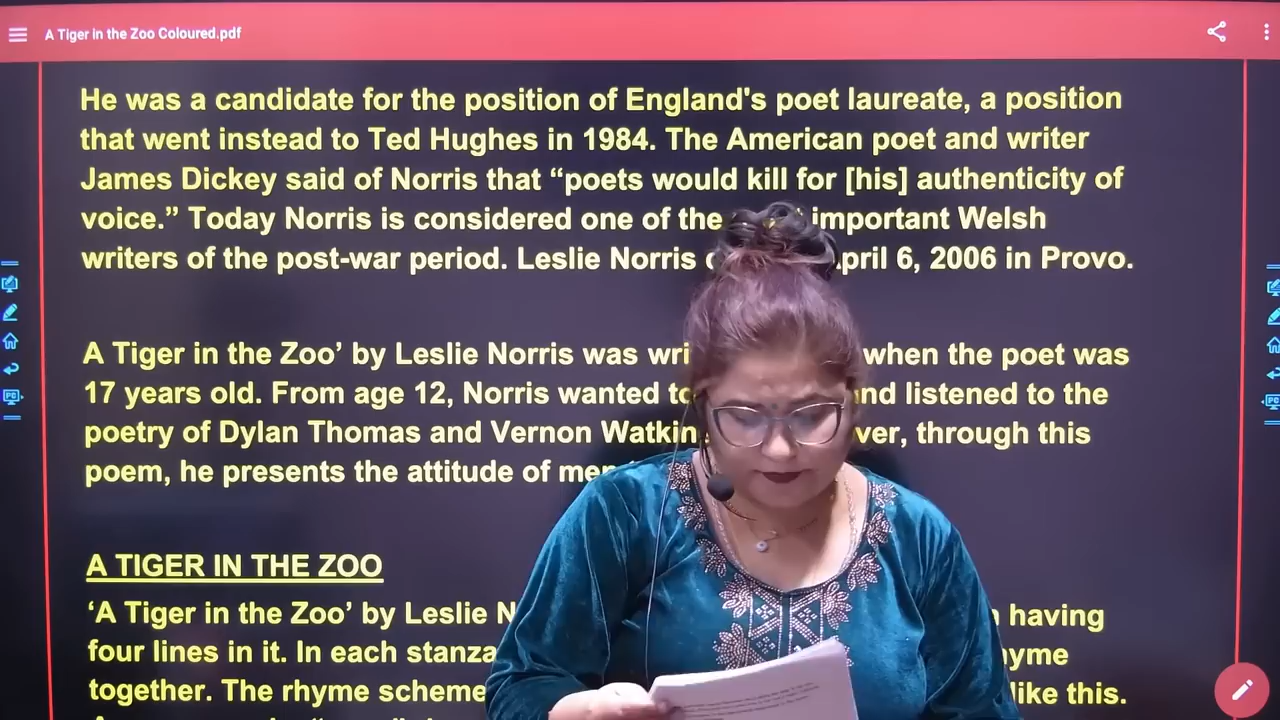 A Tiger in the Zoo Coloured.pdf
He was a candidate for the position of England's poet laureate, a position
that went instead to Ted Hughes in 1984. The American poet and writer
James Dickey said of Norris that “poets would kill for [his] authenticity of
voice.” Today Norris is considered one of the important Welsh
writers of the post-war period. Leslie Norris April 6, 2006 in Provo.
A Tiger in the Zoo’ by Leslie Norris was when the poet was
17 years old. From age 12, Norris wanted to and listened to the
poetry of Dylan Thomas and Vernon Watkin through this
poem, he presents the attitude of
A TIGER IN THE ZOO
‘A Tiger in the Zoo’ by Leslie having
four lines in it. In each stanza
together. The rhyme scheme like this.